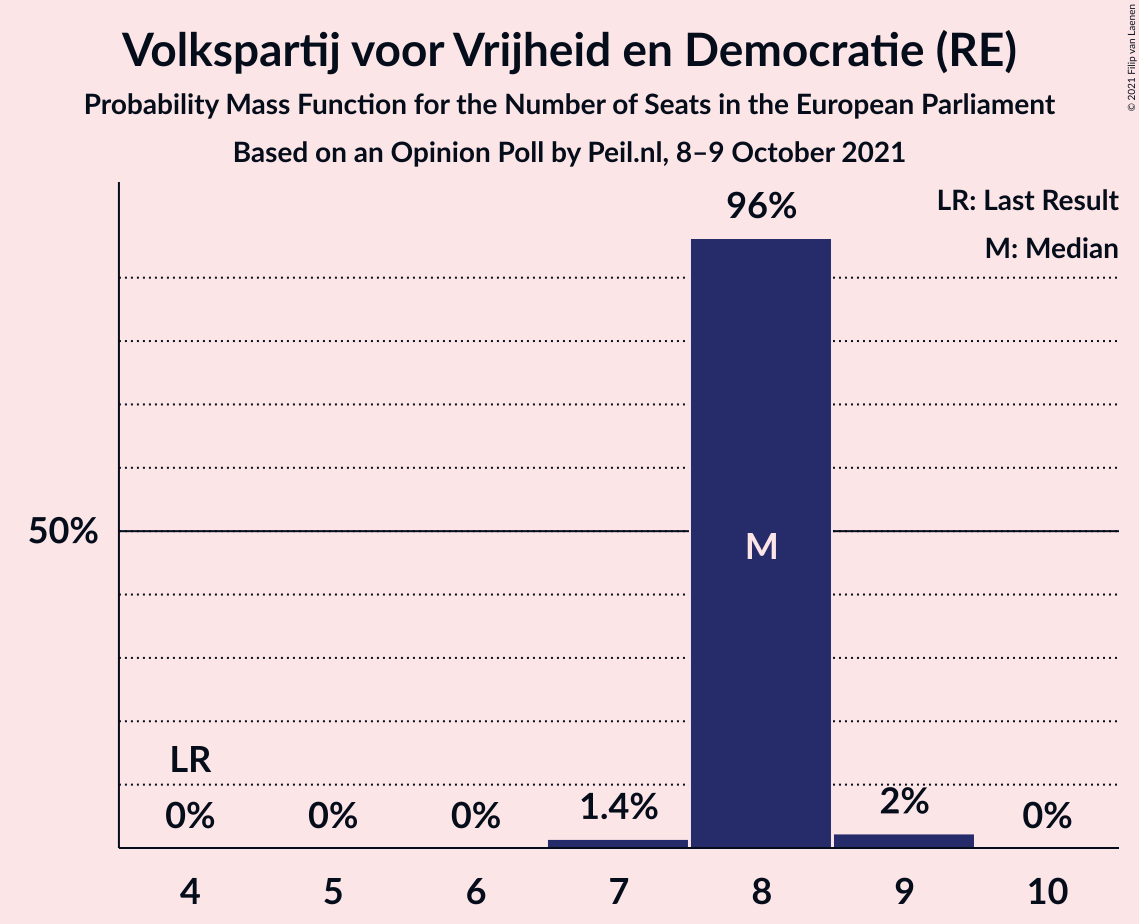 Volkspartij voor Vrijheid en Democratie (RE)
Probability Mass Function for the Number of Seats in the European Parliament
Based on an Opinion Poll by Peil.nl, 8–9 October 2021
© 2021 Filip van Laenen
LR: Last Result
M: Median
96%
50%
M
LR
0%
0%
0%
1.4%
2%
0%
4
5
6
7
8
9
10